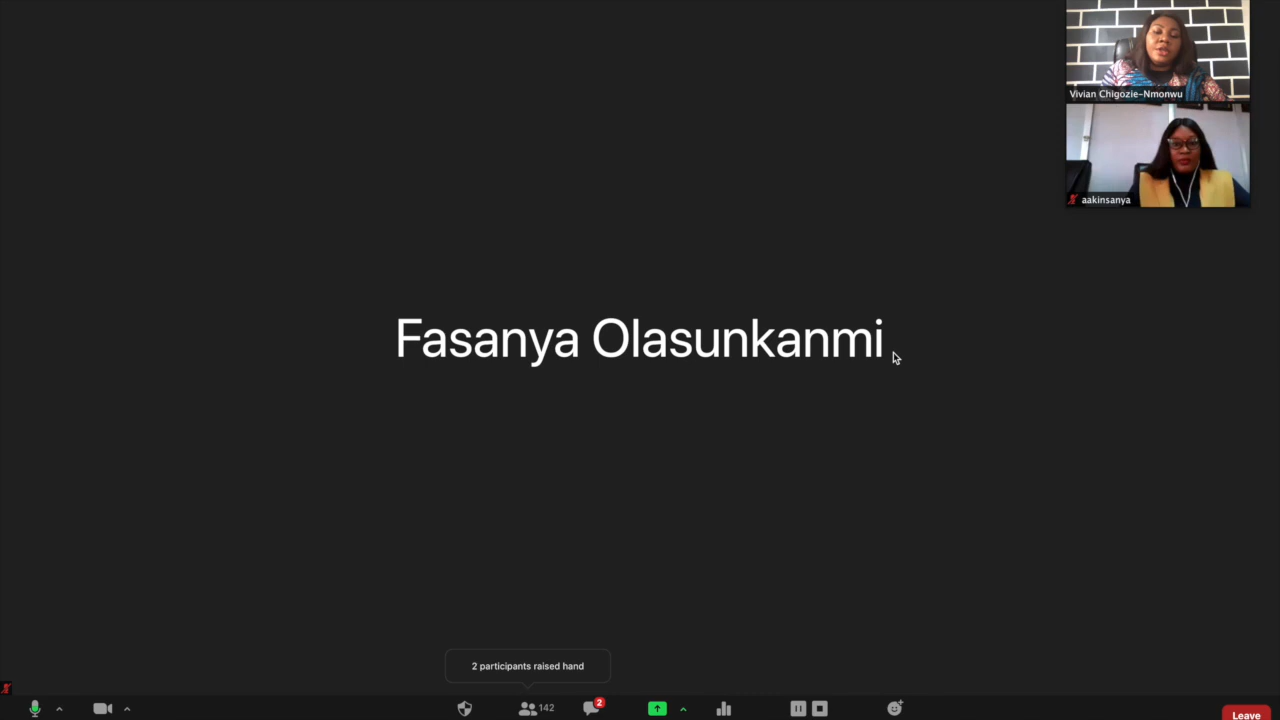 Vivian Chigozie-Nmonwu
aakinsanya
Fasanya Olasunkanmi
2 participants raised hand
142
2
Leave